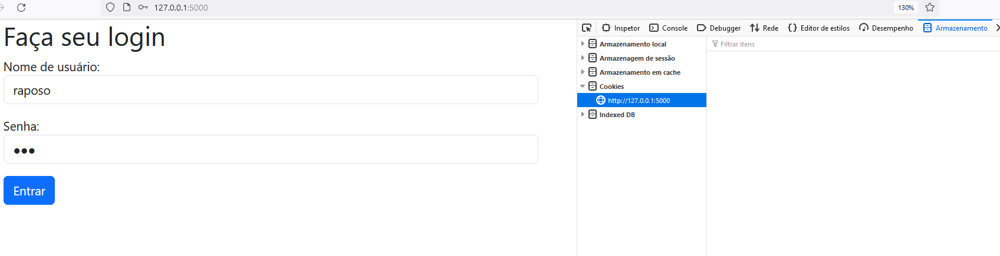 127.0.0.1:5000
130%
Faça seu login
Nome de usuário:
raposo
Senha:
●●●
Entrar
Inspetor Console Debugger Rede Editor de estilos Desempenho Armazenamento
Armazenamento local
Armazenagem de sessão
Armazenamento em cache
Cookies
http://127.0.0.1:5000
Indexed DB
Filtrar itens